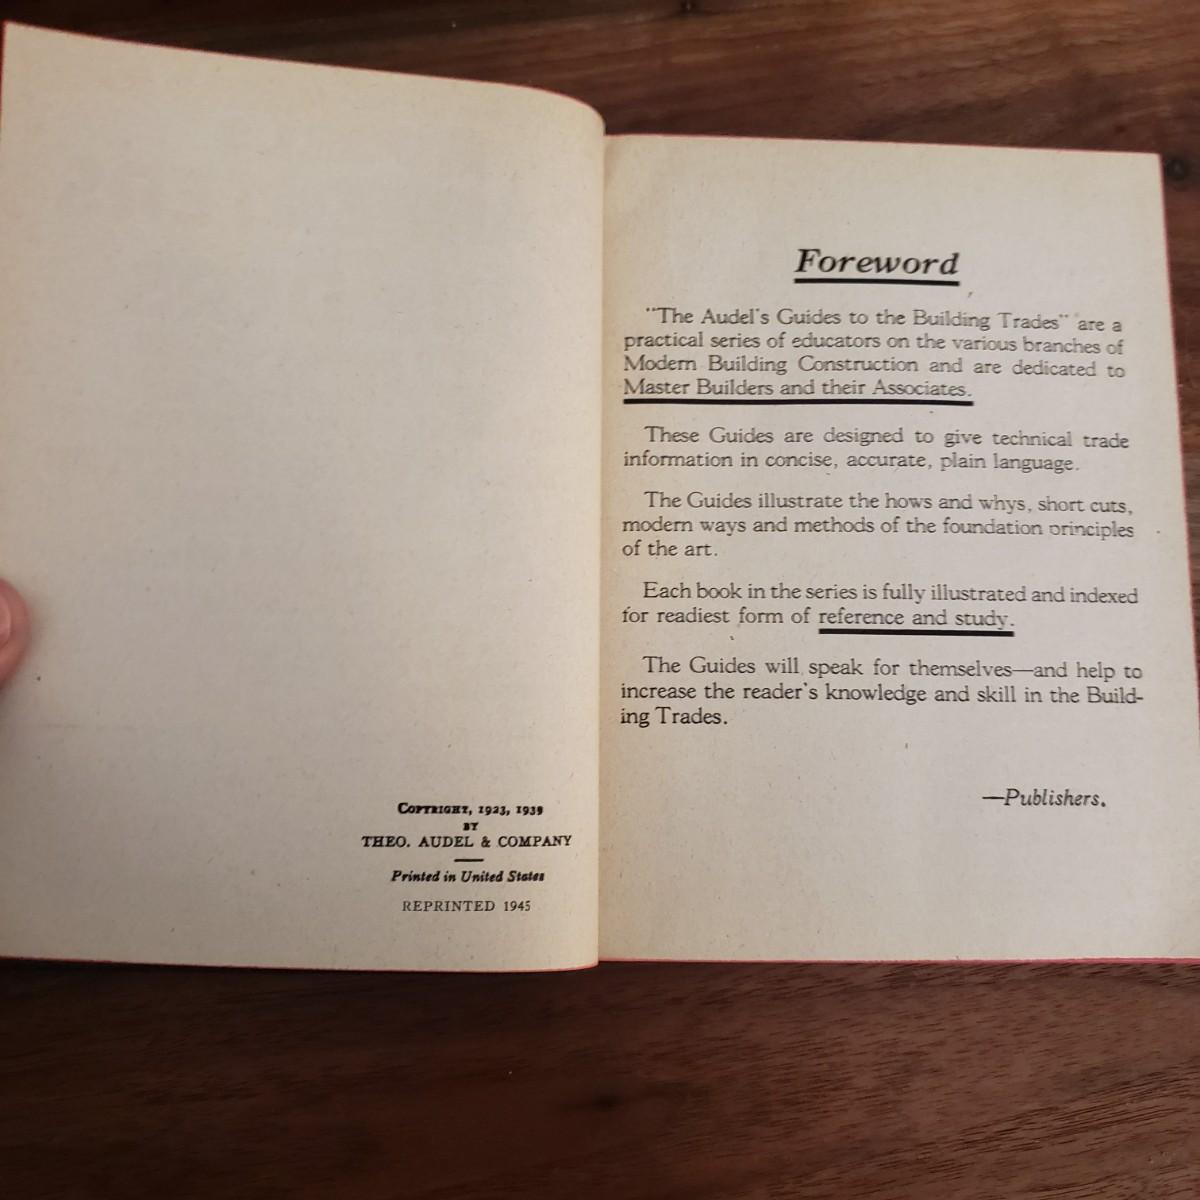 COPYRIGHT, 1923, 1939
BY
THEO. AUDEL & COMPANY
Printed in United States
REPRINTED 1945
Foreword
"The Audel's Guides to the Building Trades" are a
practical series of educators on the various branches of
Modern Building Construction and are dedicated to
Master Builders and their Associates.
These Guides are designed to give technical trade
information in concise, accurate, plain language.
The Guides illustrate the hows and whys, short cuts,
modern ways and methods of the foundation principles
of the art.
Each book in the series is fully illustrated and indexed
for readiest form of reference and study.
The Guides will speak for themselves—and help to
increase the reader's knowledge and skill in the Build-
ing Trades.
—Publishers.